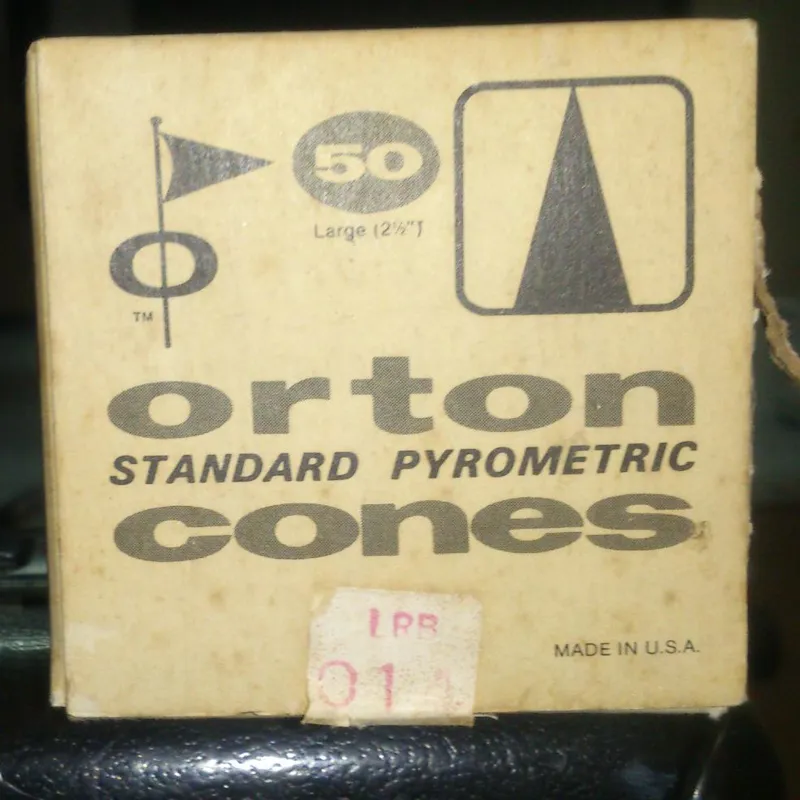 50
Large (2½")
O
TM
orton
STANDARD PYROMETRIC
cones
LRB
MADE IN U.S.A.